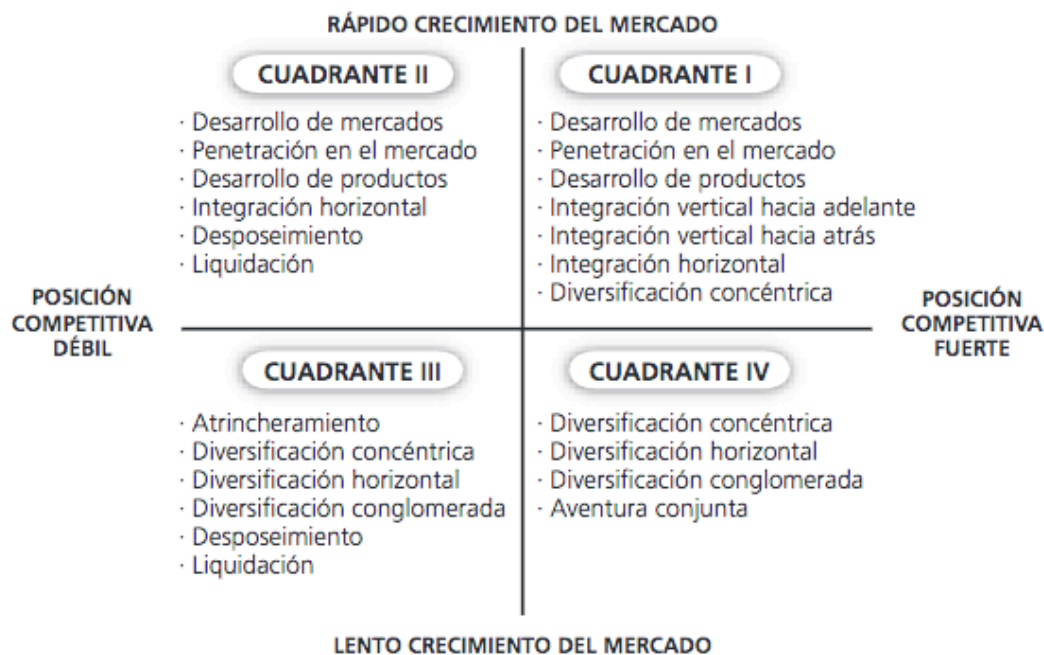 RÁPIDO CRECIMIENTO DEL MERCADO
CUADRANTE II
· Desarrollo de mercados
· Penetración en el mercado
· Desarrollo de productos
· Integración horizontal
· Desposeimiento
· Liquidación
CUADRANTE I
· Desarrollo de mercados
· Penetración en el mercado
· Desarrollo de productos
· Integración vertical hacia adelante
· Integración vertical hacia atrás
· Integración horizontal
· Diversificación concéntrica
POSICIÓN
COMPETITIVA
DÉBIL
POSICIÓN
COMPETITIVA
FUERTE
CUADRANTE III
· Atrincheramiento
· Diversificación concéntrica
· Diversificación horizontal
· Diversificación conglomerada
· Desposeimiento
· Liquidación
CUADRANTE IV
· Diversificación concéntrica
· Diversificación horizontal
· Diversificación conglomerada
· Aventura conjunta
LENTO CRECIMIENTO DEL MERCADO